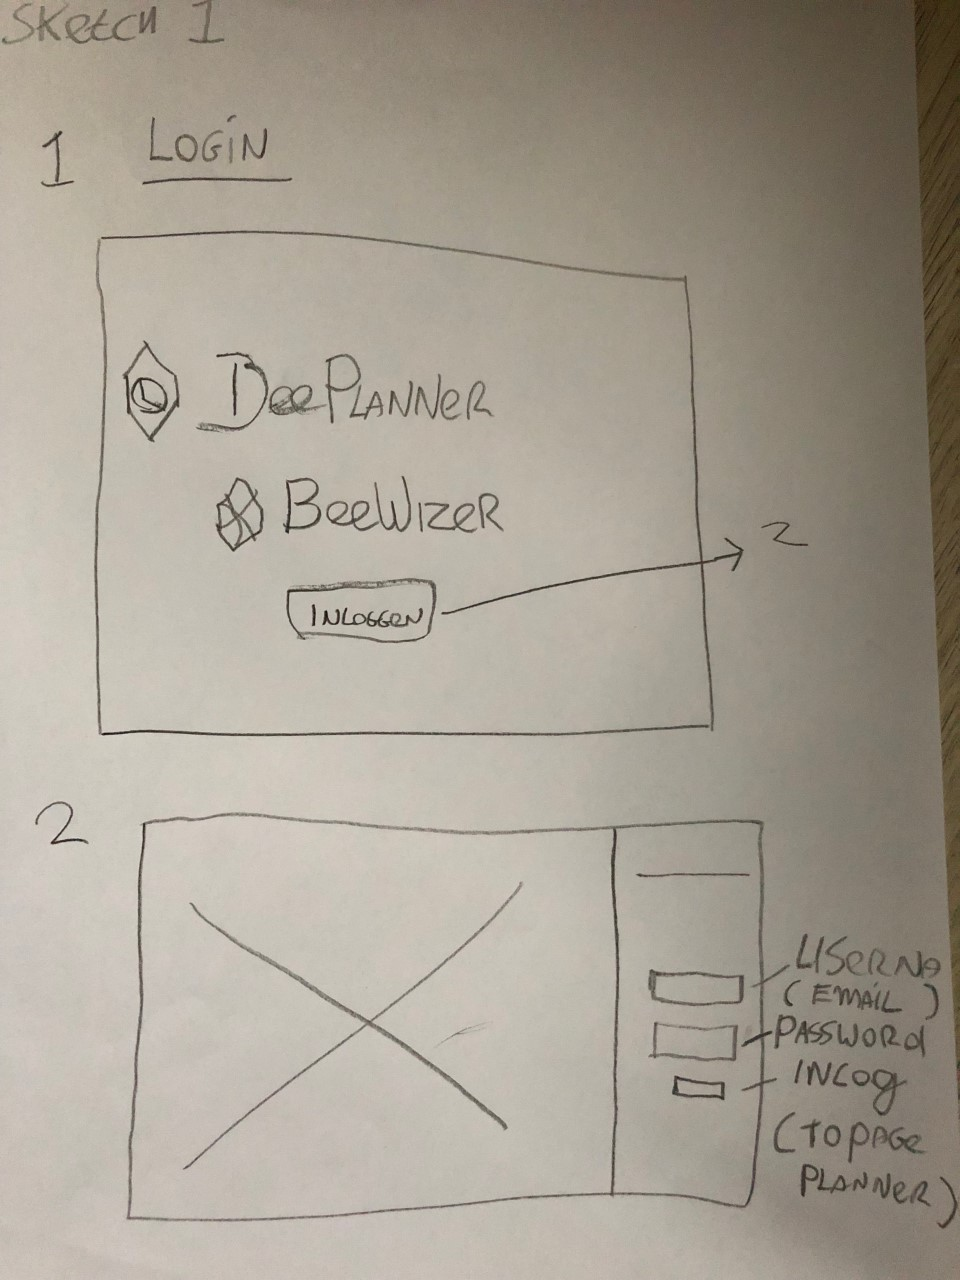 Sketch 1
1 LOGIN
DeePLANNER
BeeWizer
INLOGGEN
2
2
USERNA
(EMAIL)
PASSWORD
INLOG
(TO PAGE
PLANNER)